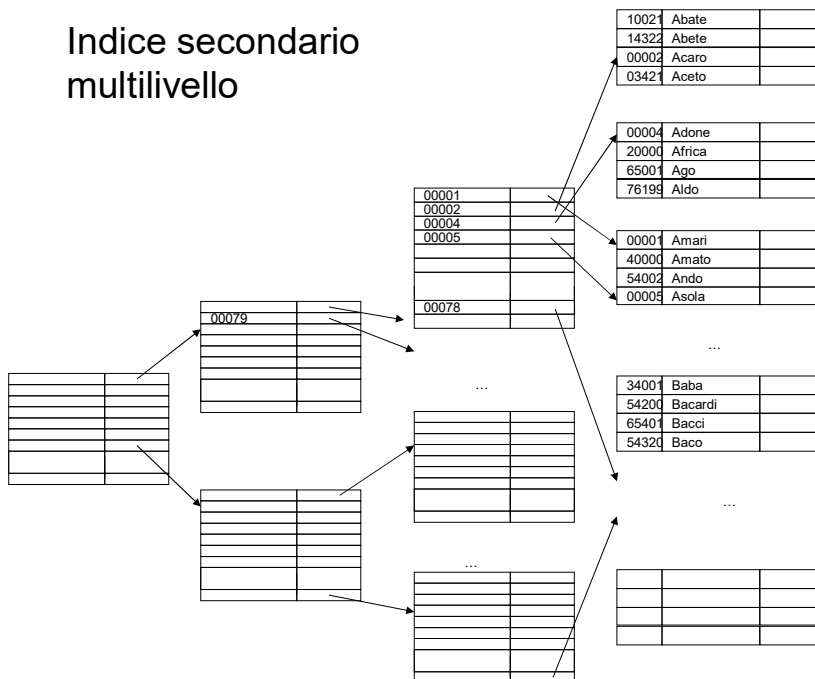 Indice secondario
multilivello
10021 Abate
14322 Abete
00002 Acaro
03421 Aceto
00004 Adone
20000 Africa
65001 Ago
76199 Aldo
00001
00002
00004
00005
00078
00001 Amari
40000 Amato
54002 Ando
00005 Asola
00079
...
...
34001 Baba
54200 Bacardi
65401 Bacci
54320 Baco
...
...